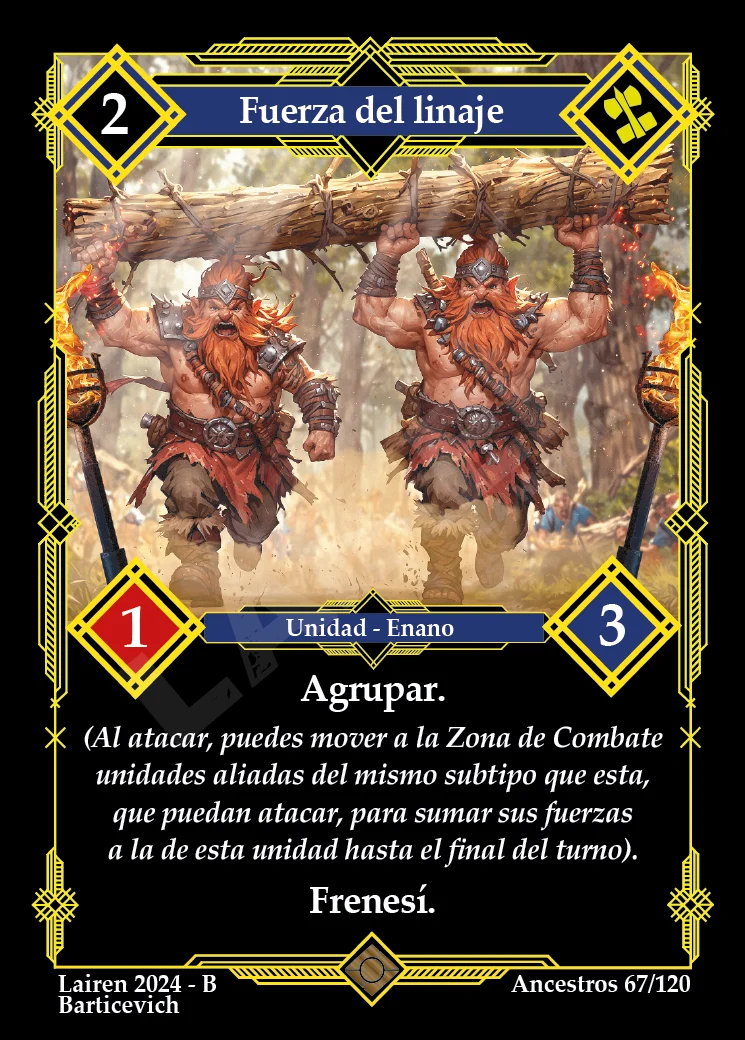 2
Fuerza del linaje
1
Unidad - Enano
3
Agrupar.
(Al atacar, puedes mover a la Zona de Combate
unidades aliadas del mismo subtipo que esta,
que puedan atacar, para sumar sus fuerzas
a la de esta unidad hasta el final del turno).
Frenesí.
Lairen 2024 - B
Barticevich
Ancestros 67/120